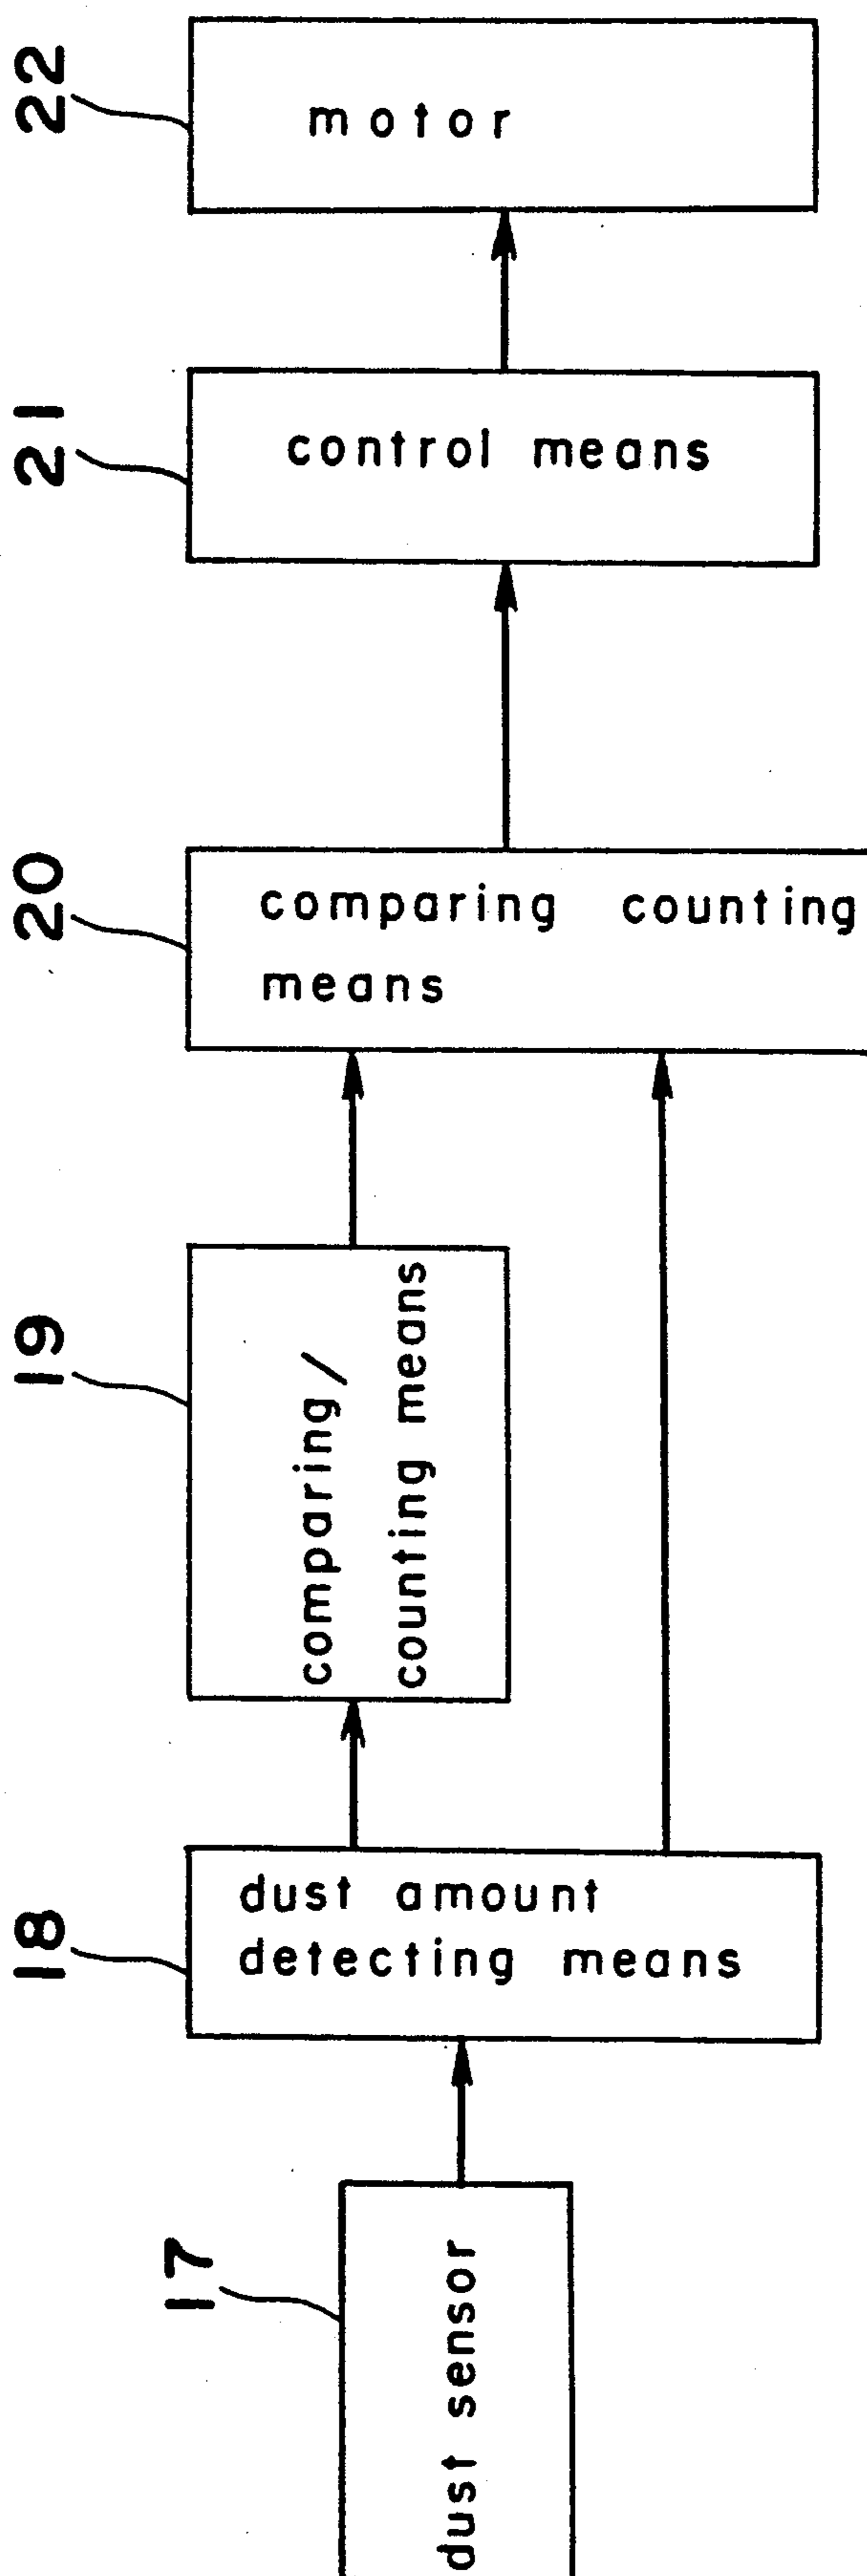 22
motor
21
control means
20
comparing counting
means
19
comparing/
counting means
18
dust amount
detecting means
17
dust sensor